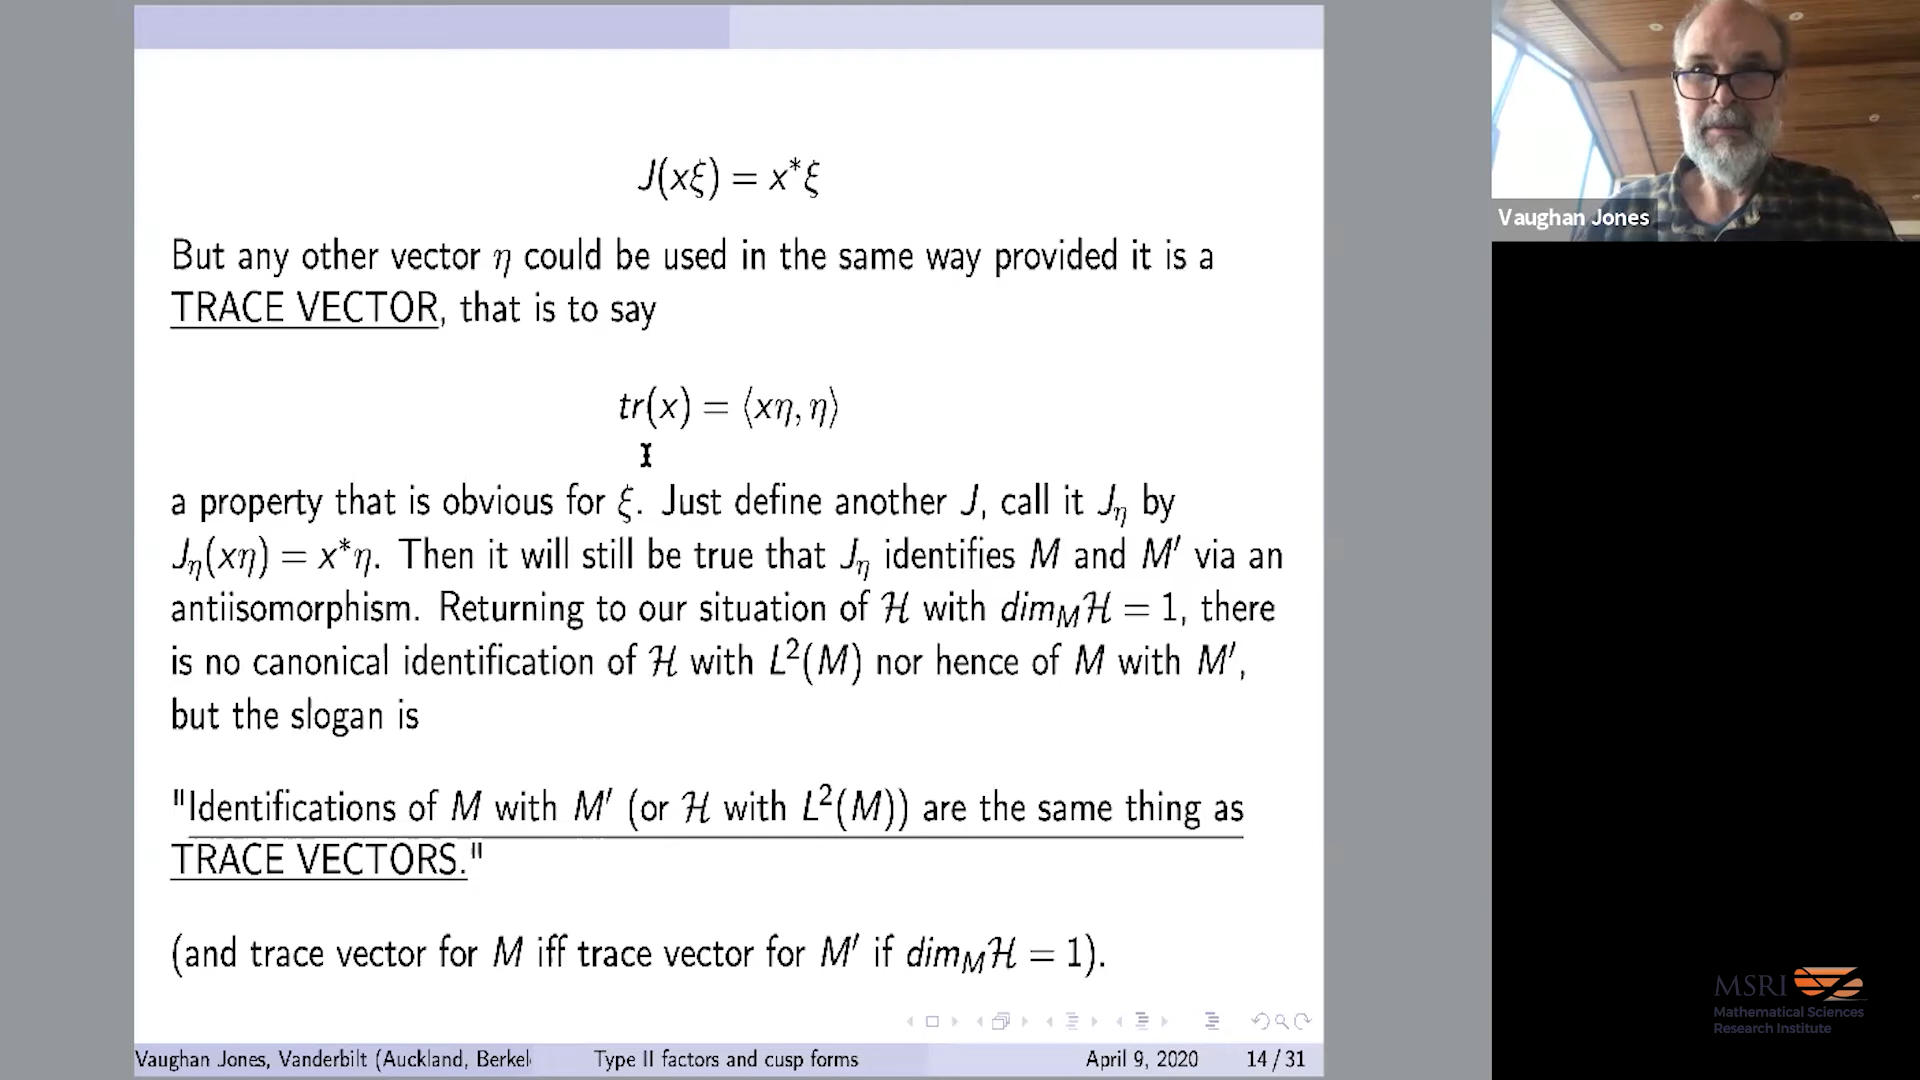 J(xξ) = x*ξ
But any other vector η could be used in the same way provided it is a
TRACE VECTOR, that is to say
tr(x) = ⟨xη, η⟩
a property that is obvious for ξ. Just define another J, call it J_η by
J_η(xη) = x*η. Then it will still be true that J_η identifies M and M′ via an
antiisomorphism. Returning to our situation of ℋ with dim_Mℋ = 1, there
is no canonical identification of ℋ with L²(M) nor hence of M with M′,
but the slogan is
"Identifications of M with M′ (or ℋ with L²(M)) are the same thing as
TRACE VECTORS."
(and trace vector for M iff trace vector for M′ if dim_Mℋ = 1).
Vaughan Jones, Vanderbilt (Auckland, Berkel
Type II factors and cusp forms
April 9, 2020
14 / 31
Vaughan Jones
MSRI
Mathematical Sciences
Research Institute